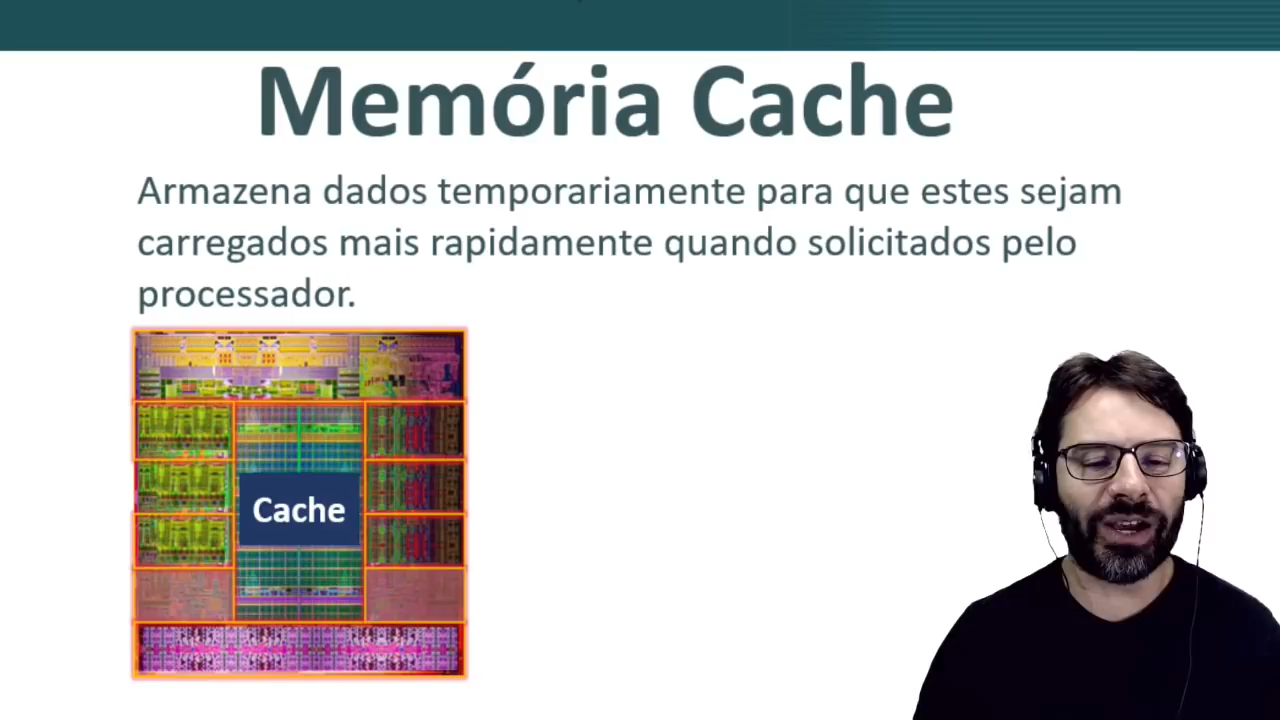 Memória Cache
Armazena dados temporariamente para que estes sejam
carregados mais rapidamente quando solicitados pelo
processador.
Cache